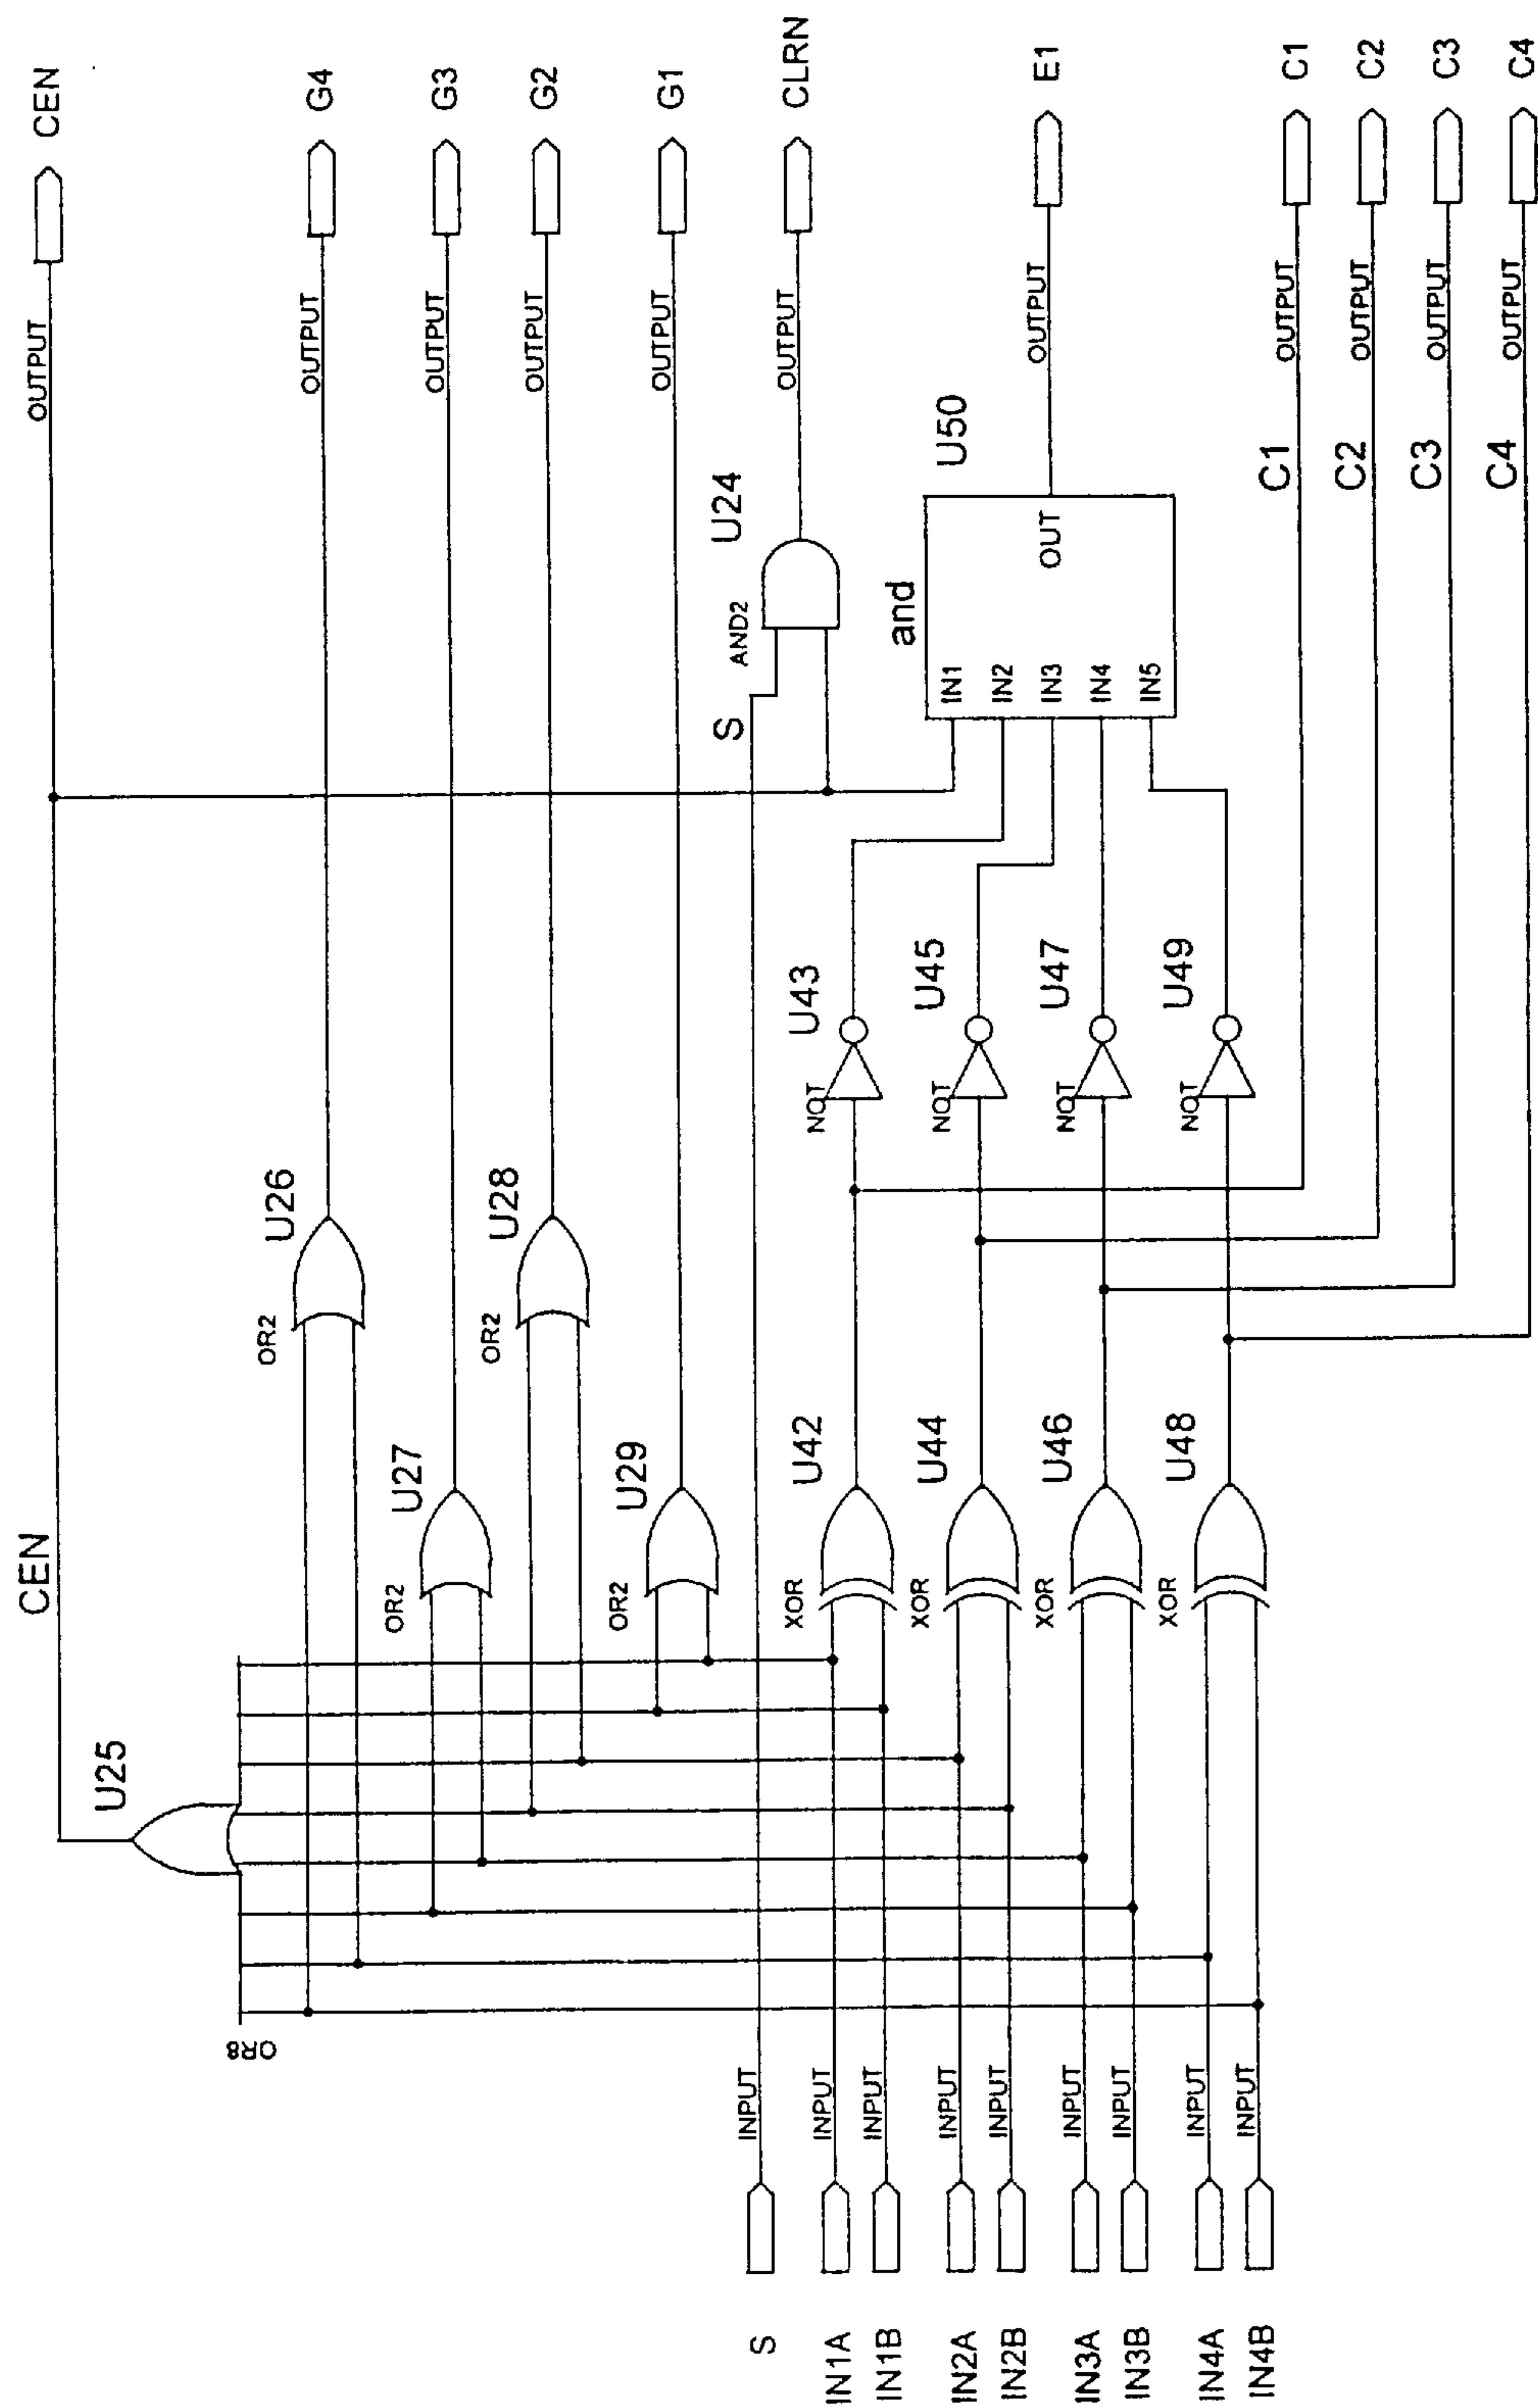 CEN OUTPUT CEN
U25
OR8
OR2 U26 OUTPUT G4
OR2 U27 OUTPUT G3
OR2 U28 OUTPUT G2
OR2 U29 OUTPUT G1
S INPUT S AND2 U24 OUTPUT CLRN
IN1A INPUT XOR U42 NOT U43
IN1B INPUT
and U50
IN1
IN2A INPUT XOR U44 NOT U45
IN2B INPUT IN2
IN3 OUT OUTPUT E1
IN3A INPUT XOR U46 NOT U47
IN3B INPUT IN4
IN5
IN4A INPUT XOR U48 NOT U49
IN4B INPUT
C1 OUTPUT C1
C2 OUTPUT C2
C3 OUTPUT C3
C4 OUTPUT C4